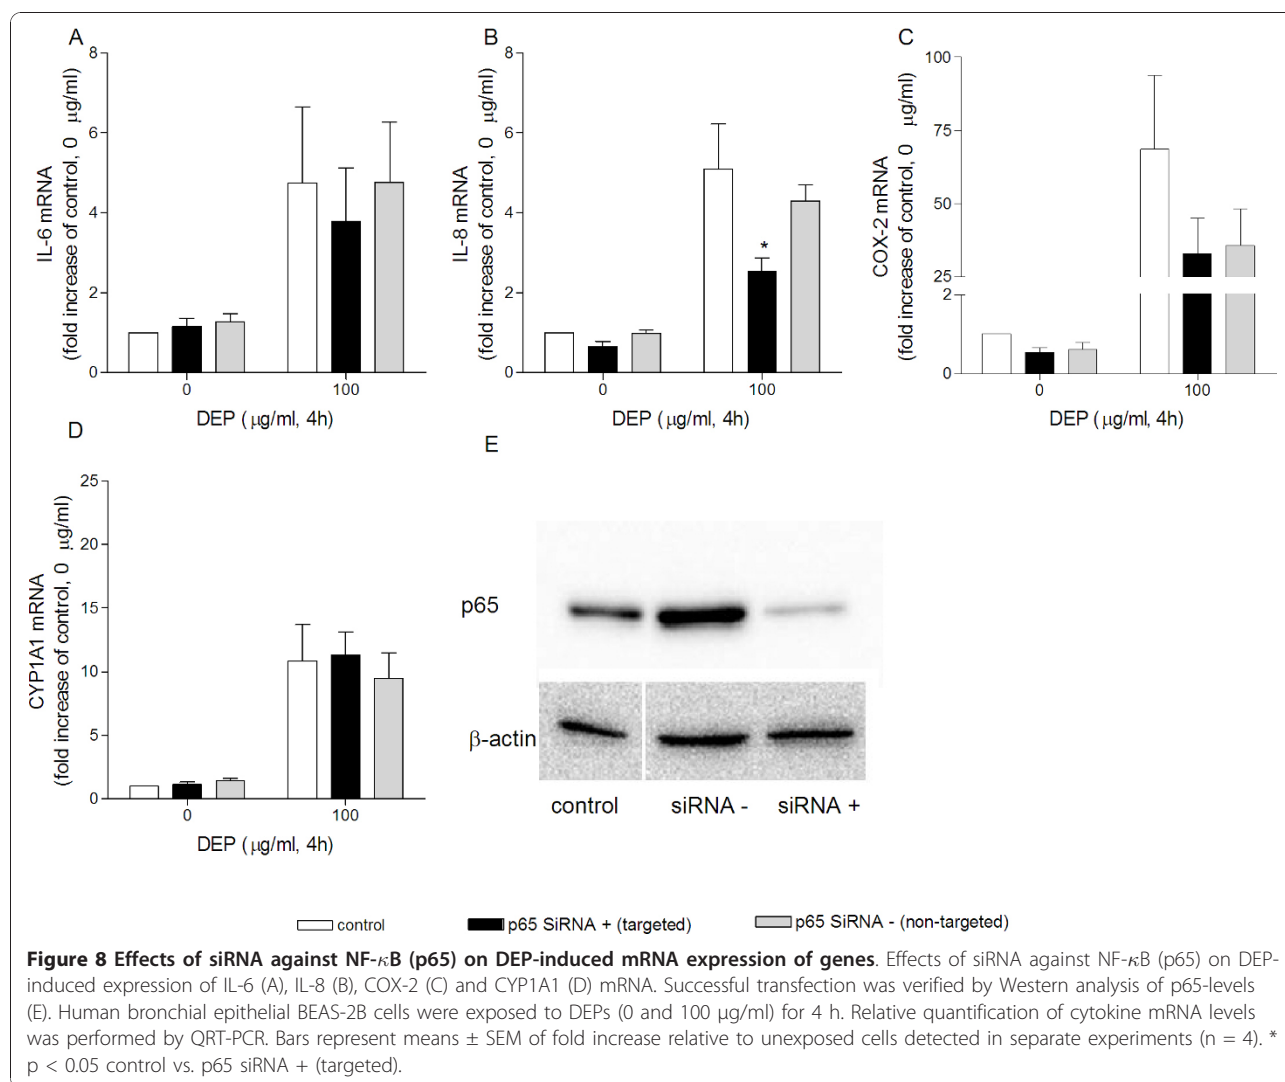 A
IL-6 mRNA
(fold increase of control, 0 μg/ml)
8
6
4
2
0
0
100
DEP ( μg/ml, 4h)
B
IL-8 mRNA
(fold increase of control, 0 μg/ml)
8
6
4
2
0
*
0
100
DEP ( μg/ml, 4h)
C
COX-2 mRNA
(fold increase of control, 0 μg/ml)
100
75
50
25
2
0
0
100
DEP ( μg/ml, 4h)
D
CYP1A1 mRNA
(fold increase of control, 0 μg/ml)
25
20
15
10
5
0
0
100
DEP ( μg/ml, 4h)
E
p65
β-actin
control siRNA - siRNA +
control p65 SiRNA + (targeted) p65 SiRNA - (non-targeted)
Figure 8 Effects of siRNA against NF-κB (p65) on DEP-induced mRNA expression of genes. Effects of siRNA against NF-κB (p65) on DEP-
induced expression of IL-6 (A), IL-8 (B), COX-2 (C) and CYP1A1 (D) mRNA. Successful transfection was verified by Western analysis of p65-levels
(E). Human bronchial epithelial BEAS-2B cells were exposed to DEPs (0 and 100 μg/ml) for 4 h. Relative quantification of cytokine mRNA levels
was performed by QRT-PCR. Bars represent means ± SEM of fold increase relative to unexposed cells detected in separate experiments (n = 4). *
p < 0.05 control vs. p65 siRNA + (targeted).